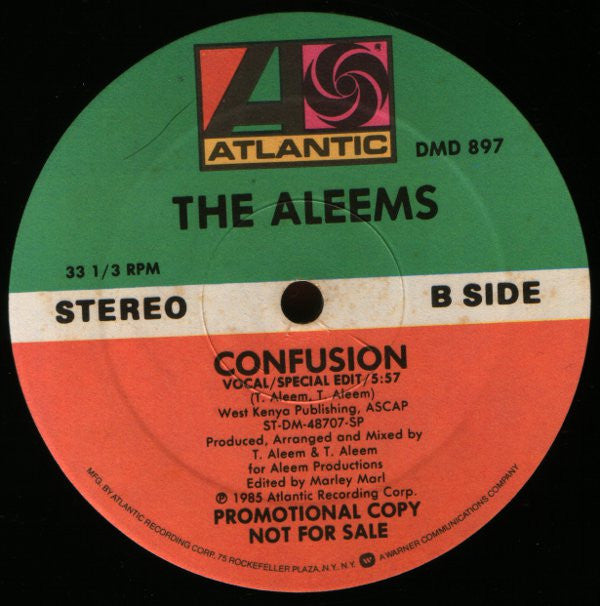 ATLANTIC
DMD 897
THE ALEEMS
33 1/3 RPM
STEREO
B SIDE
CONFUSION
VOCAL/SPECIAL EDIT/5:57
(T. Aleem, T. Aleem)
West Kenya Publishing, ASCAP
ST-DM-48707-SP
Produced, Arranged and Mixed by
T. Aleem & T. Aleem
for Aleem Productions
Edited by Marley Marl
℗ 1985 Atlantic Recording Corp.
PROMOTIONAL COPY
NOT FOR SALE
MFG. BY ATLANTIC RECORDING CORP., 75 ROCKEFELLER PLAZA, N.Y., N.Y. A WARNER COMMUNICATIONS COMPANY